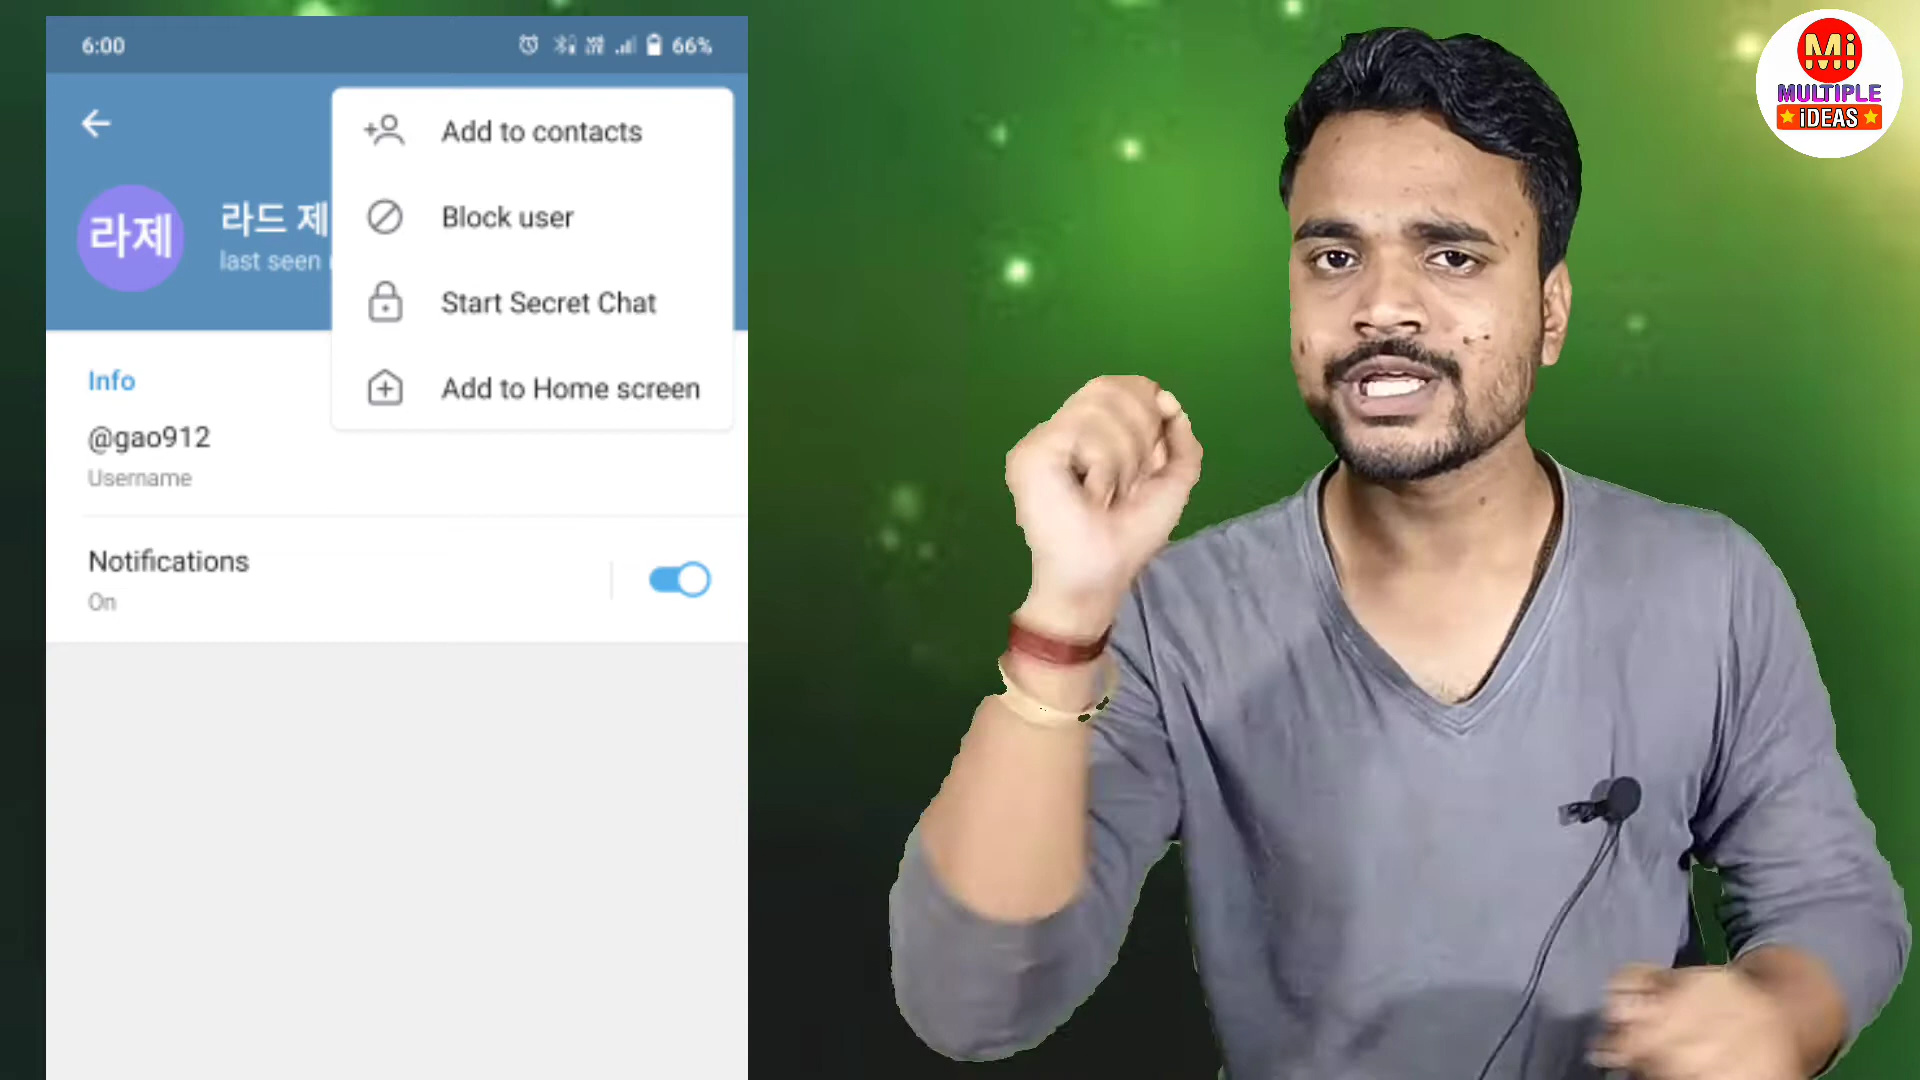 6:00
66%
Add to contacts
라제
라드 제
last seen
Block user
Start Secret Chat
Add to Home screen
Info
@gao912
Username
Notifications
On
Mi
MULTIPLE
iDEAS